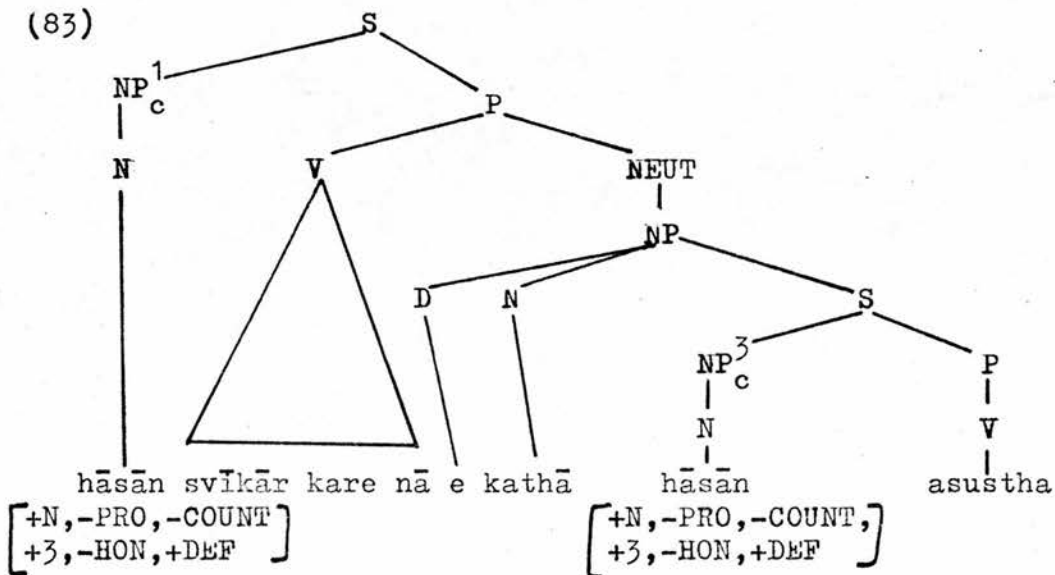 (83)
S
NP¹c
P
N V NEUT
NP
D N S
NP³c P
N V
hāsān svīkār kare nā e kathā hāsān asustha
[+N,-PRO,-COUNT] [+N,-PRO,-COUNT,]
[+3,-HON,+DEF] [+3,-HON,+DEF]